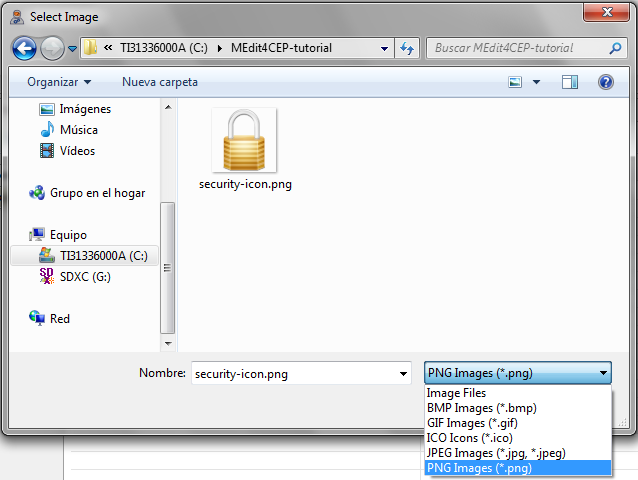 Select Image
« TI31336000A (C:) MEdit4CEP-tutorial
Buscar MEdit4CEP-tutorial
Organizar
Nueva carpeta
Imágenes
Música
Vídeos
Grupo en el hogar
Equipo
TI31336000A (C:)
SDXC (G:)
Red
security-icon.png
Nombre: security-icon.png
PNG Images (*.png)
Image Files
BMP Images (*.bmp)
GIF Images (*.gif)
ICO Icons (*.ico)
JPEG Images (*.jpg, *.jpeg)
PNG Images (*.png)